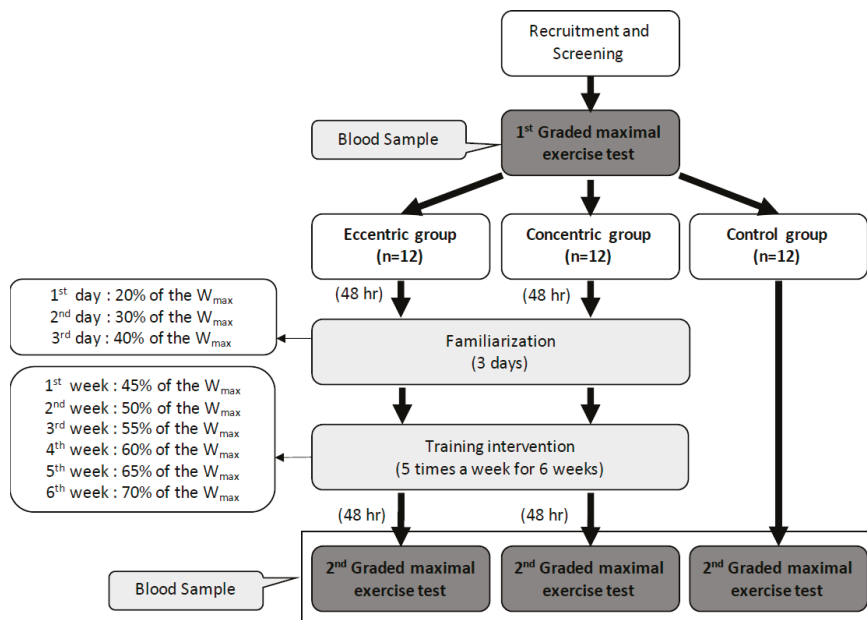 Recruitment and
Screening
Blood Sample
1st Graded maximal
exercise test
Eccentric group
(n=12)
Concentric group
(n=12)
Control group
(n=12)
(48 hr)
(48 hr)
1st day : 20% of the Wmax
2nd day : 30% of the Wmax
3rd day : 40% of the Wmax
Familiarization
(3 days)
1st week : 45% of the Wmax
2nd week : 50% of the Wmax
3rd week : 55% of the Wmax
4th week : 60% of the Wmax
5th week : 65% of the Wmax
6th week : 70% of the Wmax
Training intervention
(5 times a week for 6 weeks)
(48 hr)
(48 hr)
Blood Sample
2nd Graded maximal
exercise test
2nd Graded maximal
exercise test
2nd Graded maximal
exercise test